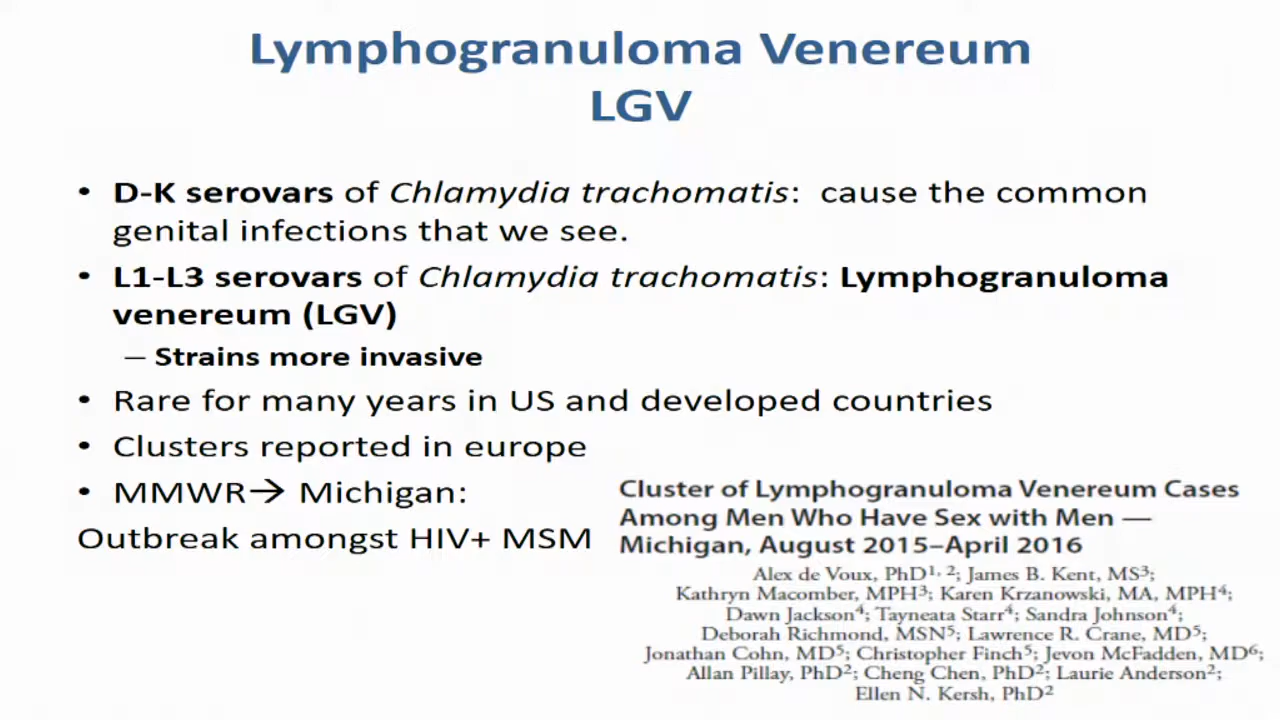 Lymphogranuloma Venereum
LGV
• D-K serovars of Chlamydia trachomatis: cause the common
genital infections that we see.
• L1-L3 serovars of Chlamydia trachomatis: Lymphogranuloma
venereum (LGV)
– Strains more invasive
• Rare for many years in US and developed countries
• Clusters reported in europe
• MMWR→ Michigan:
Outbreak amongst HIV+ MSM
Cluster of Lymphogranuloma Venereum Cases
Among Men Who Have Sex with Men —
Michigan, August 2015–April 2016
Alex de Voux, PhD1, 2; James B. Kent, MS3;
Kathryn Macomber, MPH3; Karen Krzanowski, MA, MPH4;
Dawn Jackson4; Tayneata Starr4; Sandra Johnson4;
Deborah Richmond, MSN5; Lawrence R. Crane, MD5;
Jonathan Cohn, MD5; Christopher Finch5; Jevon McFadden, MD6;
Allan Pillay, PhD2; Cheng Chen, PhD2; Laurie Anderson2;
Ellen N. Kersh, PhD2